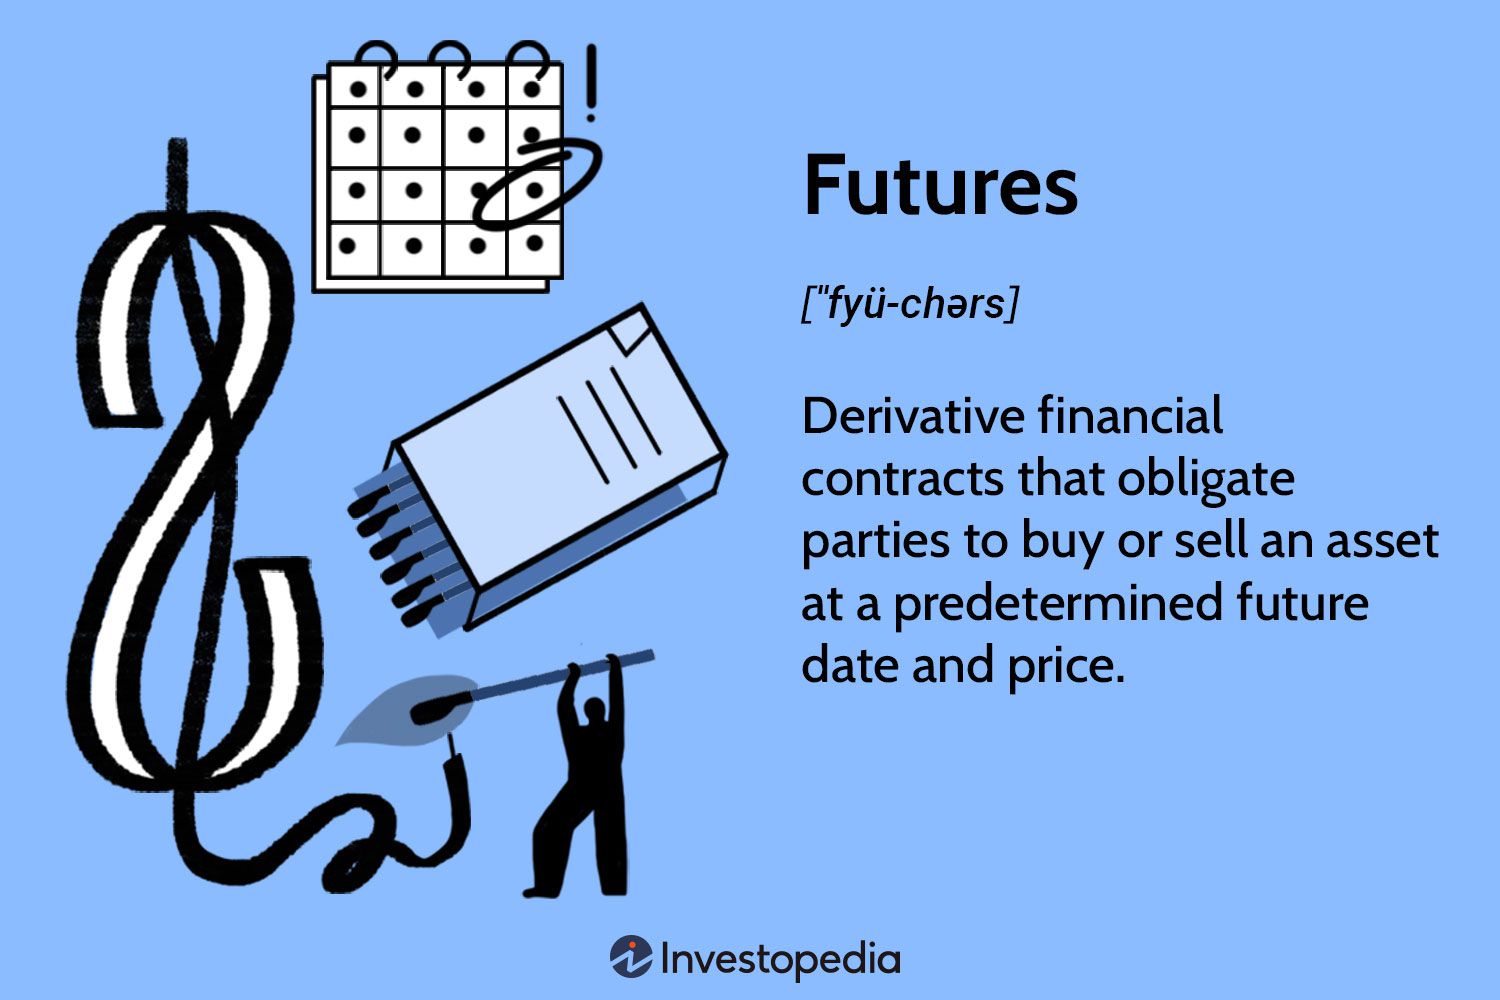 Futures
["fyü-chərs]
Derivative financial
contracts that obligate
parties to buy or sell an asset
at a predetermined future
date and price.
Investopedia